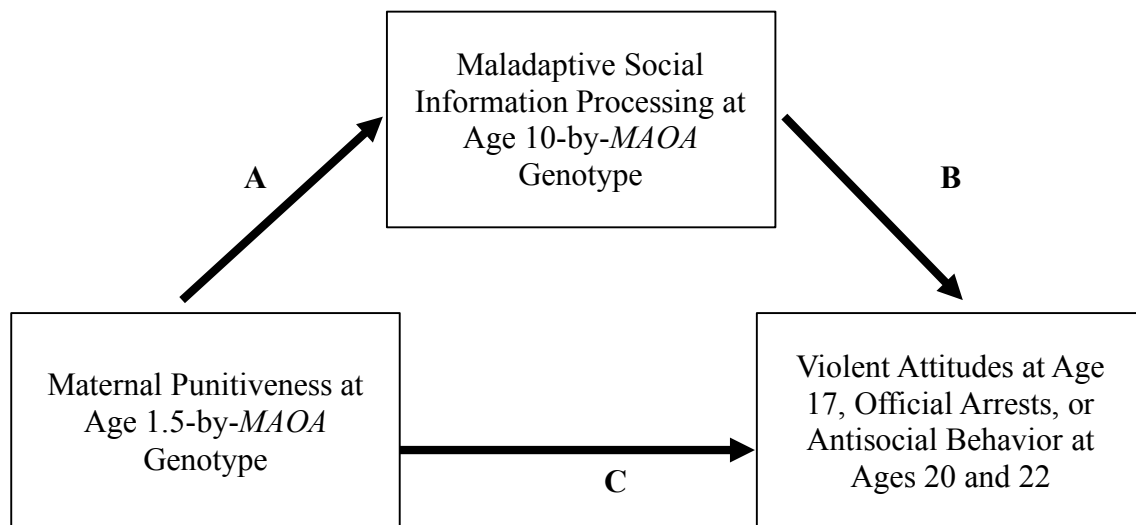 Maladaptive Social
Information Processing at
Age 10-by-MAOA
Genotype
A
B
Maternal Punitiveness at
Age 1.5-by-MAOA
Genotype
C
Violent Attitudes at Age
17, Official Arrests, or
Antisocial Behavior at
Ages 20 and 22